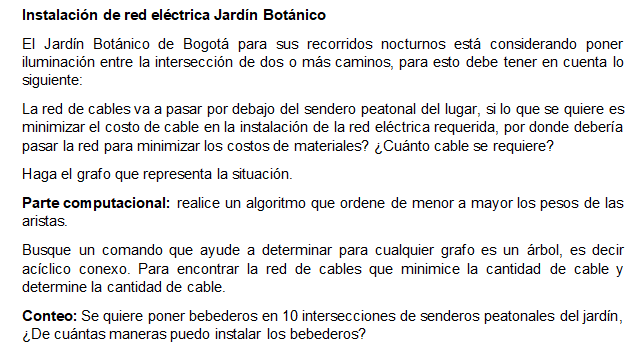 Instalación de red eléctrica Jardín Botánico
El Jardín Botánico de Bogotá para sus recorridos nocturnos está considerando poner
iluminación entre la intersección de dos o más caminos, para esto debe tener en cuenta lo
siguiente:
La red de cables va a pasar por debajo del sendero peatonal del lugar, si lo que se quiere es
minimizar el costo de cable en la instalación de la red eléctrica requerida, por donde debería
pasar la red para minimizar los costos de materiales? ¿Cuánto cable se requiere?
Haga el grafo que representa la situación.
Parte computacional: realice un algoritmo que ordene de menor a mayor los pesos de las
aristas.
Busque un comando que ayude a determinar para cualquier grafo es un árbol, es decir
acíclico conexo. Para encontrar la red de cables que minimice la cantidad de cable y
determine la cantidad de cable.
Conteo: Se quiere poner bebederos en 10 intersecciones de senderos peatonales del jardín,
¿De cuántas maneras puedo instalar los bebederos?